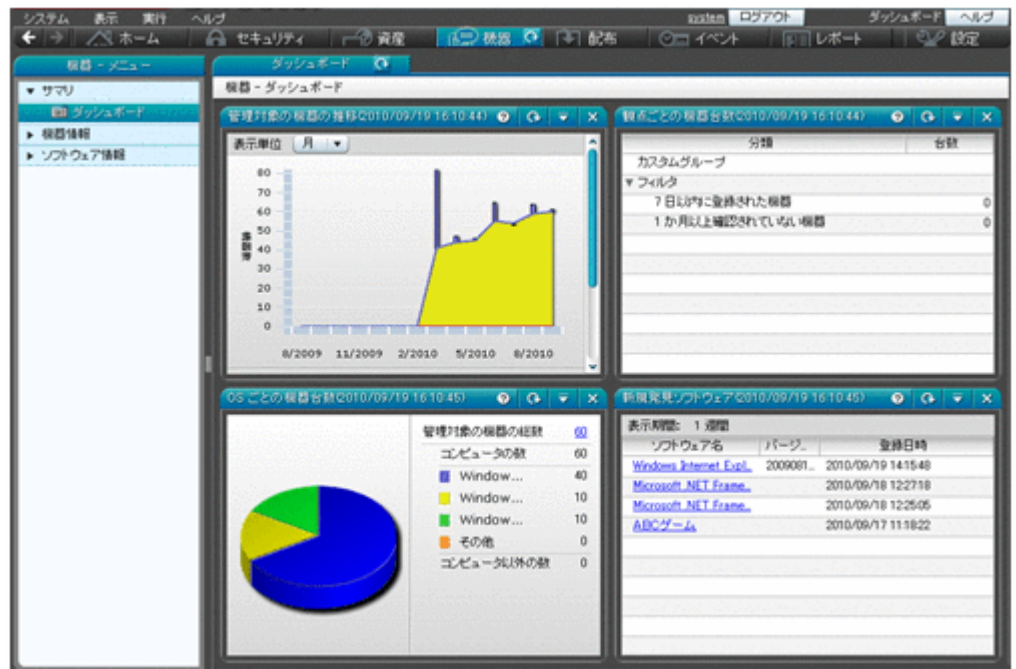 システム 表示 実行 ヘルプ system ログアウト ダッシュボード ヘルプ
ホーム セキュリティ 資産 機器 配布 イベント レポート 設定
機器 - メニュー
▼ サマリ
ダッシュボード
▶ 機器情報
▶ ソフトウェア情報
ダッシュボード
機器 - ダッシュボード
管理対象の機器の推移(2010/09/19 16:10:44)
表示単位 月
機器数
80
70
60
50
40
30
20
10
0
8/2009 11/2009 2/2010 5/2010 8/2010
観点ごとの機器台数(2010/09/19 16:10:44)
分類 台数
カスタムグループ
▼ フィルタ
7 日以内に登録された機器 0
1 か月以上確認されていない機器 0
OS ごとの機器台数(2010/09/19 16:10:45)
管理対象の機器の総数 60
コンピュータの数 60
Window... 40
Window... 10
Window... 10
その他 0
コンピュータ以外の数 0
新規発見ソフトウェア(2010/09/19 16:10:45)
表示期間: 1 週間
ソフトウェア名 バージ... 登録日時
Windows Internet Expl... 2009081... 2010/09/19 14:15:48
Microsoft .NET Frame... 2010/09/18 12:27:18
Microsoft .NET Frame... 2010/09/18 12:25:05
ABCゲーム 2010/09/17 11:18:22